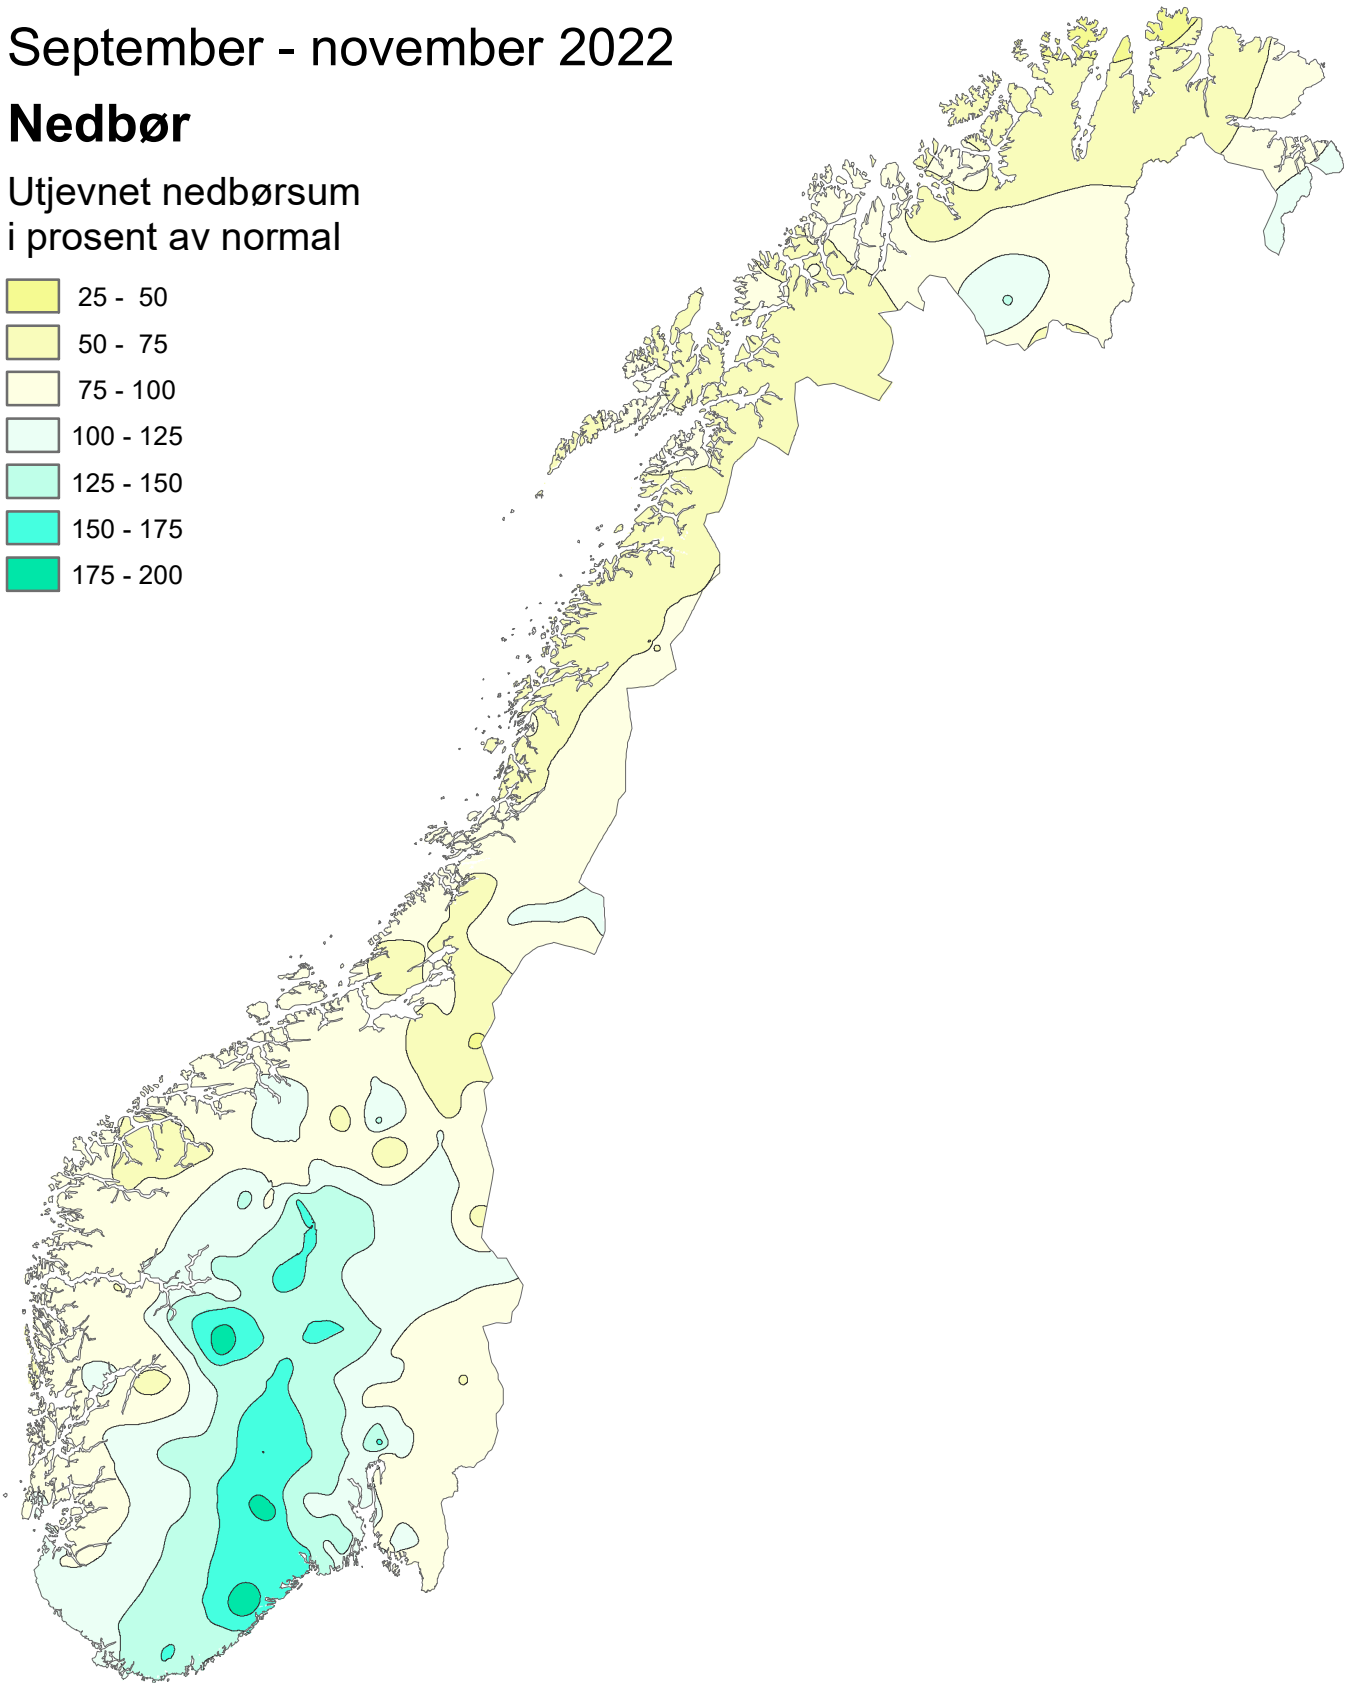 September - november 2022
Nedbør
Utjevnet nedbørsum
i prosent av normal
25 - 50
50 - 75
75 - 100
100 - 125
125 - 150
150 - 175
175 - 200